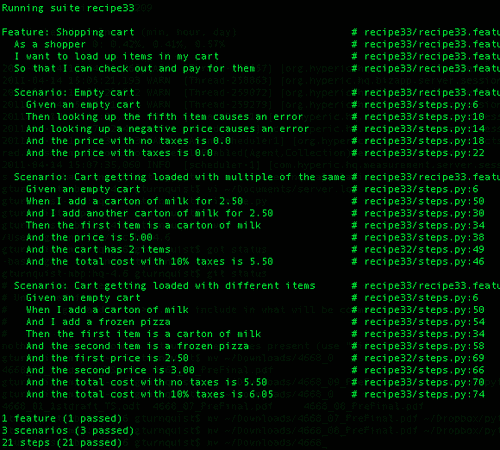 Running suite recipe33
Feature: Shopping cart # recipe33/recipe33.featu
As a shopper # recipe33/recipe33.featu
I want to load up items in my cart # recipe33/recipe33.featu
So that I can check out and pay for them # recipe33/recipe33.featu
Scenario: Empty cart # recipe33/recipe33.featu
Given an empty cart # recipe33/steps.py:6
Then looking up the fifth item causes an error # recipe33/steps.py:10
And looking up a negative price causes an error # recipe33/steps.py:14
And the price with no taxes is 0.0 # recipe33/steps.py:18
And the price with taxes is 0.0 # recipe33/steps.py:22
Scenario: Cart getting loaded with multiple of the same # recipe33/recipe33.featu
Given an empty cart # recipe33/steps.py:6
When I add a carton of milk for 2.50 # recipe33/steps.py:50
And I add another carton of milk for 2.50 # recipe33/steps.py:30
Then the first item is a carton of milk # recipe33/steps.py:34
And the price is 5.00 # recipe33/steps.py:38
And the cart has 2 items # recipe33/steps.py:42
And the total cost with 10% taxes is 5.50 # recipe33/steps.py:46
Scenario: Cart getting loaded with different items # recipe33/recipe33.featu
Given an empty cart # recipe33/steps.py:6
When I add a carton of milk # recipe33/steps.py:50
And I add a frozen pizza # recipe33/steps.py:54
Then the first item is a carton of milk # recipe33/steps.py:34
And the second item is a frozen pizza # recipe33/steps.py:58
And the first price is 2.50 # recipe33/steps.py:62
And the second price is 3.00 # recipe33/steps.py:66
And the total cost with no taxes is 5.50 # recipe33/steps.py:70
And the total cost with 10% taxes is 6.05 # recipe33/steps.py:74
1 feature (1 passed)
3 scenarios (3 passed)
21 steps (21 passed)